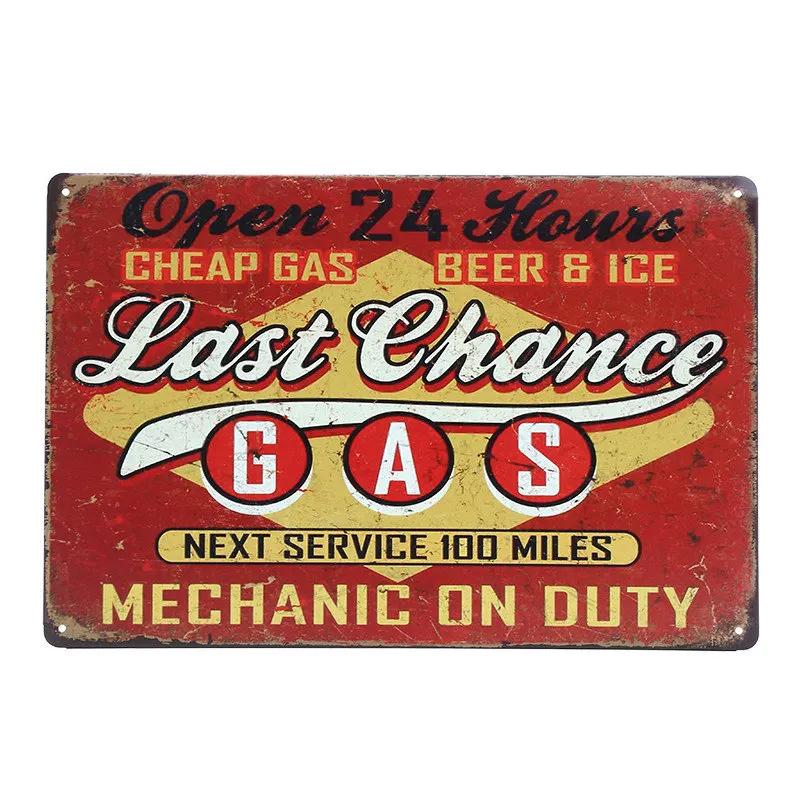 Open 24 Hours
CHEAP GAS BEER & ICE
Last Chance
GAS
NEXT SERVICE 100 MILES
MECHANIC ON DUTY